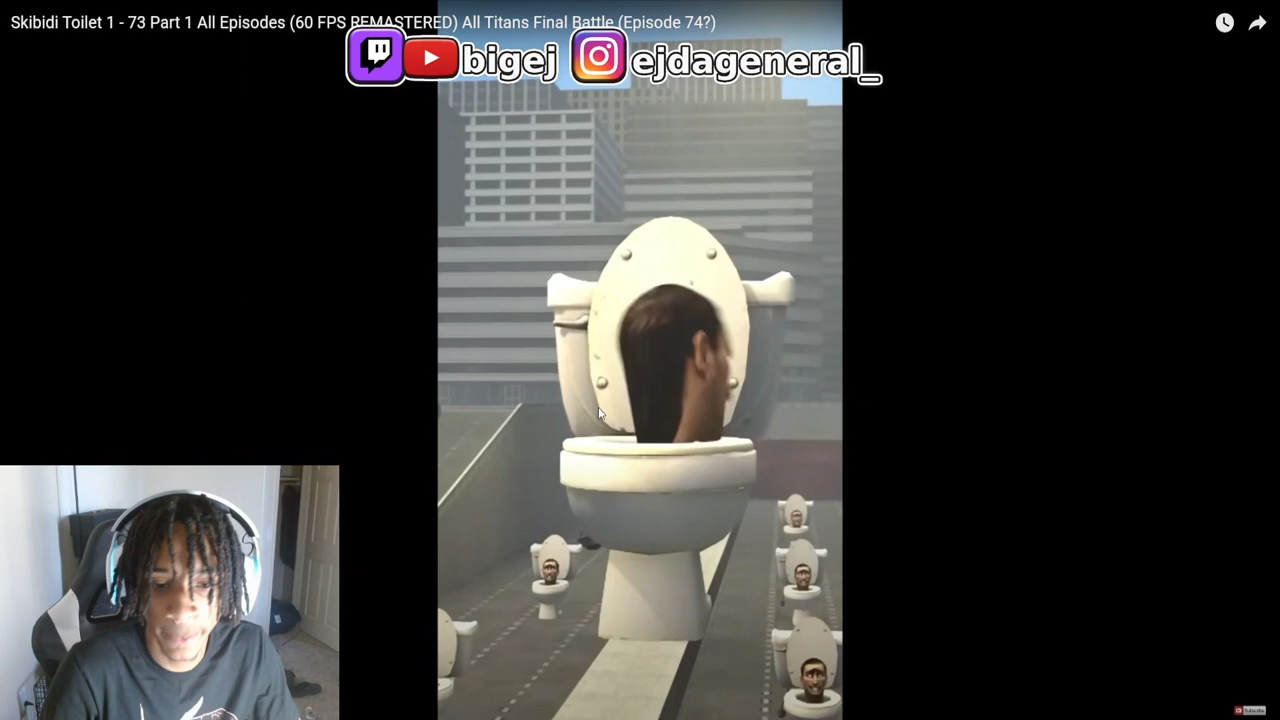 Skibidi Toilet 1 - 73 Part 1 All Episodes (60 FPS REMASTERED) All Titans Final Battle (Episode 74?)
bigej ejdageneral_
Subscribe